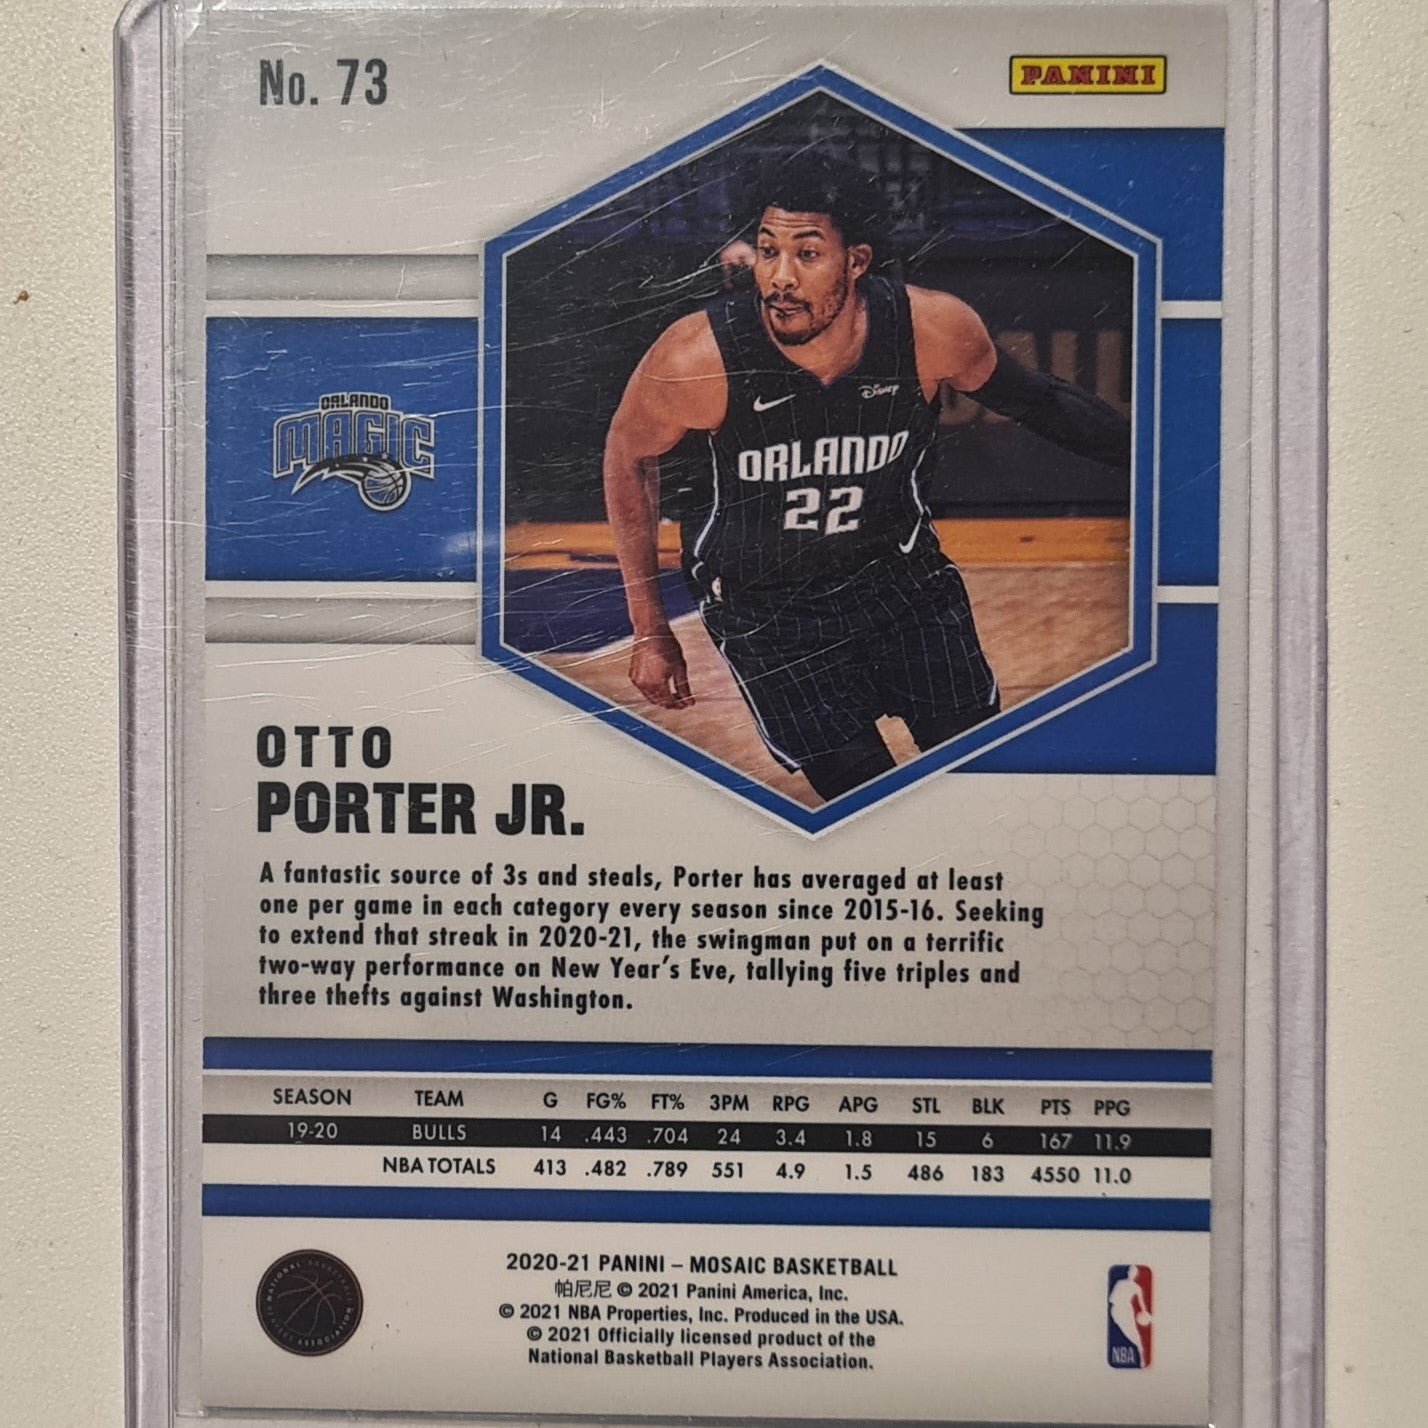 No. 73
PANINI
Disney
ORLANDO
22
ORLANDO
MAGIC
OTTO
PORTER JR.
A fantastic source of 3s and steals, Porter has averaged at least
one per game in each category every season since 2015-16. Seeking
to extend that streak in 2020-21, the swingman put on a terrific
two-way performance on New Year's Eve, tallying five triples and
three thefts against Washington.
SEASON TEAM G FG% FT% 3PM RPG APG STL BLK PTS PPG
19-20 BULLS 14 .443 .704 24 3.4 1.8 15 6 167 11.9
NBA TOTALS 413 .482 .789 551 4.9 1.5 486 183 4550 11.0
NATIONAL BASKETBALL PLAYERS ASSOCIATION
2020-21 PANINI – MOSAIC BASKETBALL
帕尼尼 © 2021 Panini America, Inc.
© 2021 NBA Properties, Inc. Produced in the USA.
© 2021 Officially licensed product of the
National Basketball Players Association.
NBA